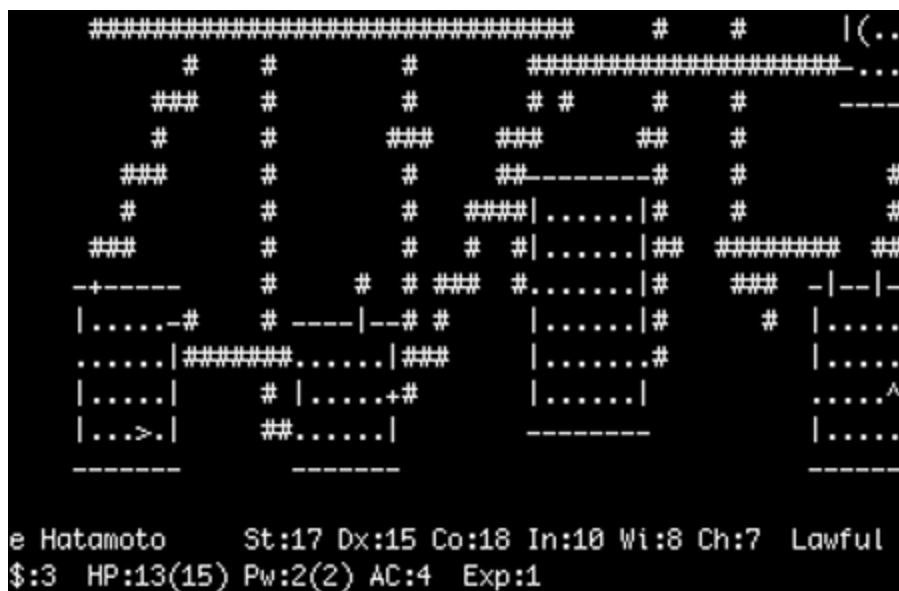 ##############################     #    #      |(..
      #    #        #       ####################-...
    ###    #        #       # #     #    #      ----
    #      #       ###    ###      ##    #
  ###      #        #     ##--------#    #         #
  #        #        #   ####|......|#    #         #
###        #        #   #  #|......|## ########  ##
-+-----     #     #  # ###  #.......|#    ###  -|--|-
|.....-#    # ----|--# #     |......|#      #  |.....
......|#######......|###     |.......#         |.....
|.....|     # |.....+#       |......|          .....^
|...>.|     ##......|        --------          |.....
-------       -------                          ------
e Hatamoto     St:17 Dx:15 Co:18 In:10 Wi:8 Ch:7  Lawful
$:3  HP:13(15) Pw:2(2) AC:4  Exp:1